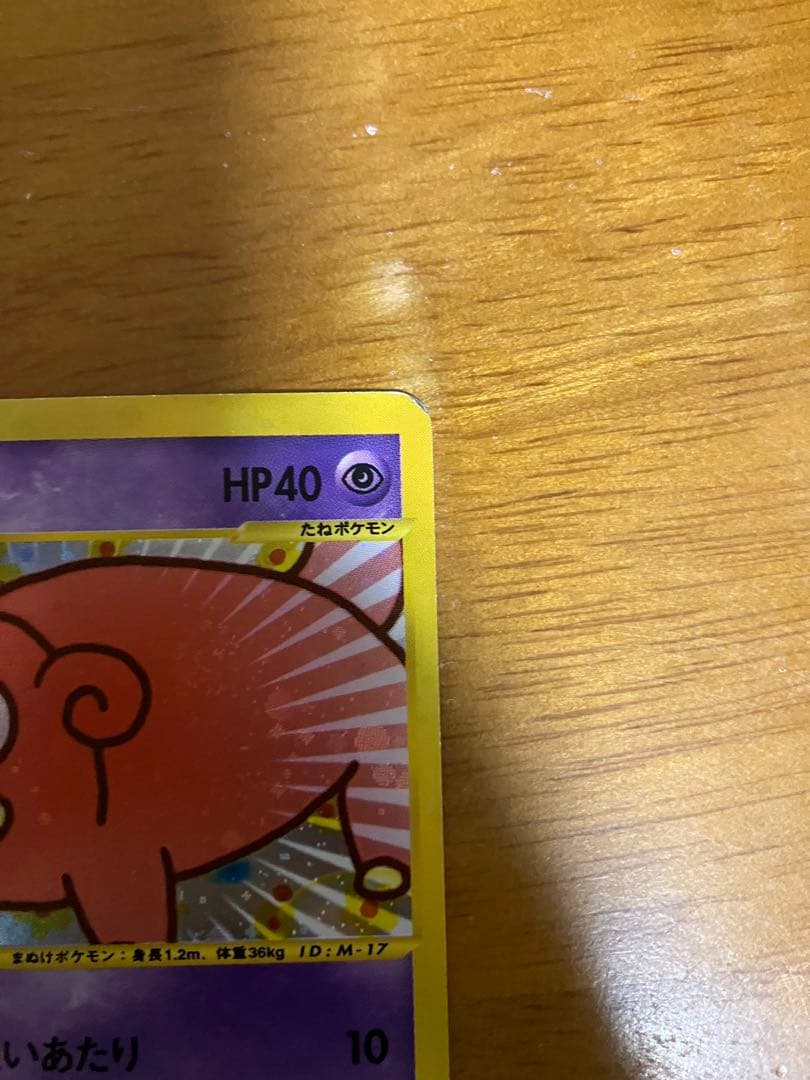 HP40
たねポケモン
まぬけポケモン：身長1.2m、体重36kg ID:M-17
いあたり 10